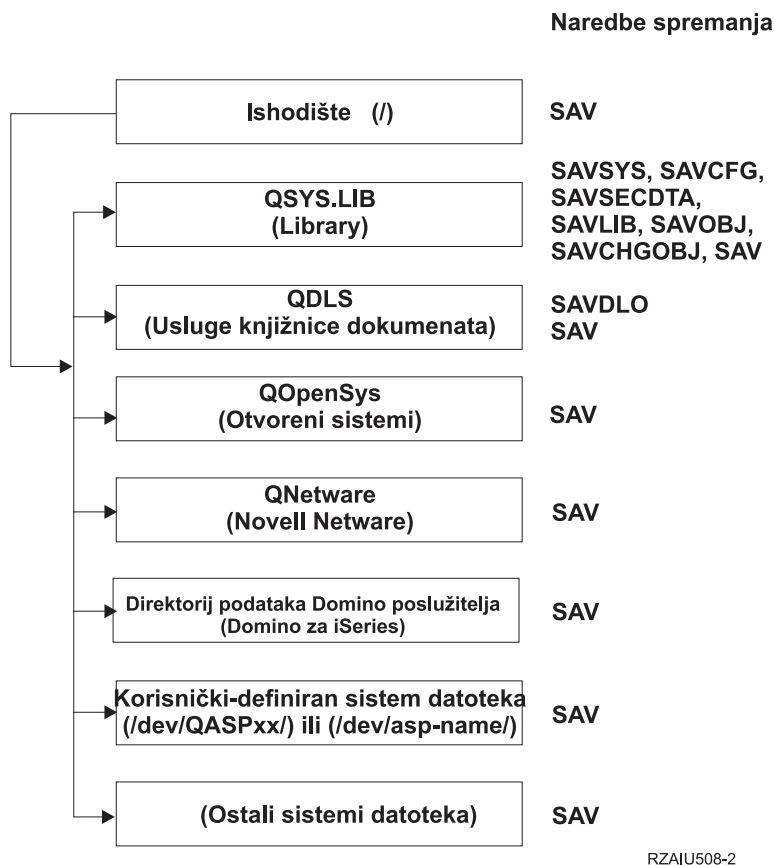 Naredbe spremanja
Ishodište (/)
SAV
QSYS.LIB
(Library)
SAVSYS, SAVCFG,
SAVSECDTA,
SAVLIB, SAVOBJ,
SAVCHGOBJ, SAV
QDLS
(Usluge knjižnice dokumenata)
SAVDLO
SAV
QOpenSys
(Otvoreni sistemi)
SAV
QNetware
(Novell Netware)
SAV
Direktorij podataka Domino poslužitelja
(Domino za iSeries)
SAV
Korisnički-definiran sistem datoteka
(/dev/QASPxx/) ili (/dev/asp-name/)
SAV
(Ostali sistemi datoteka)
SAV
RZAIU508-2